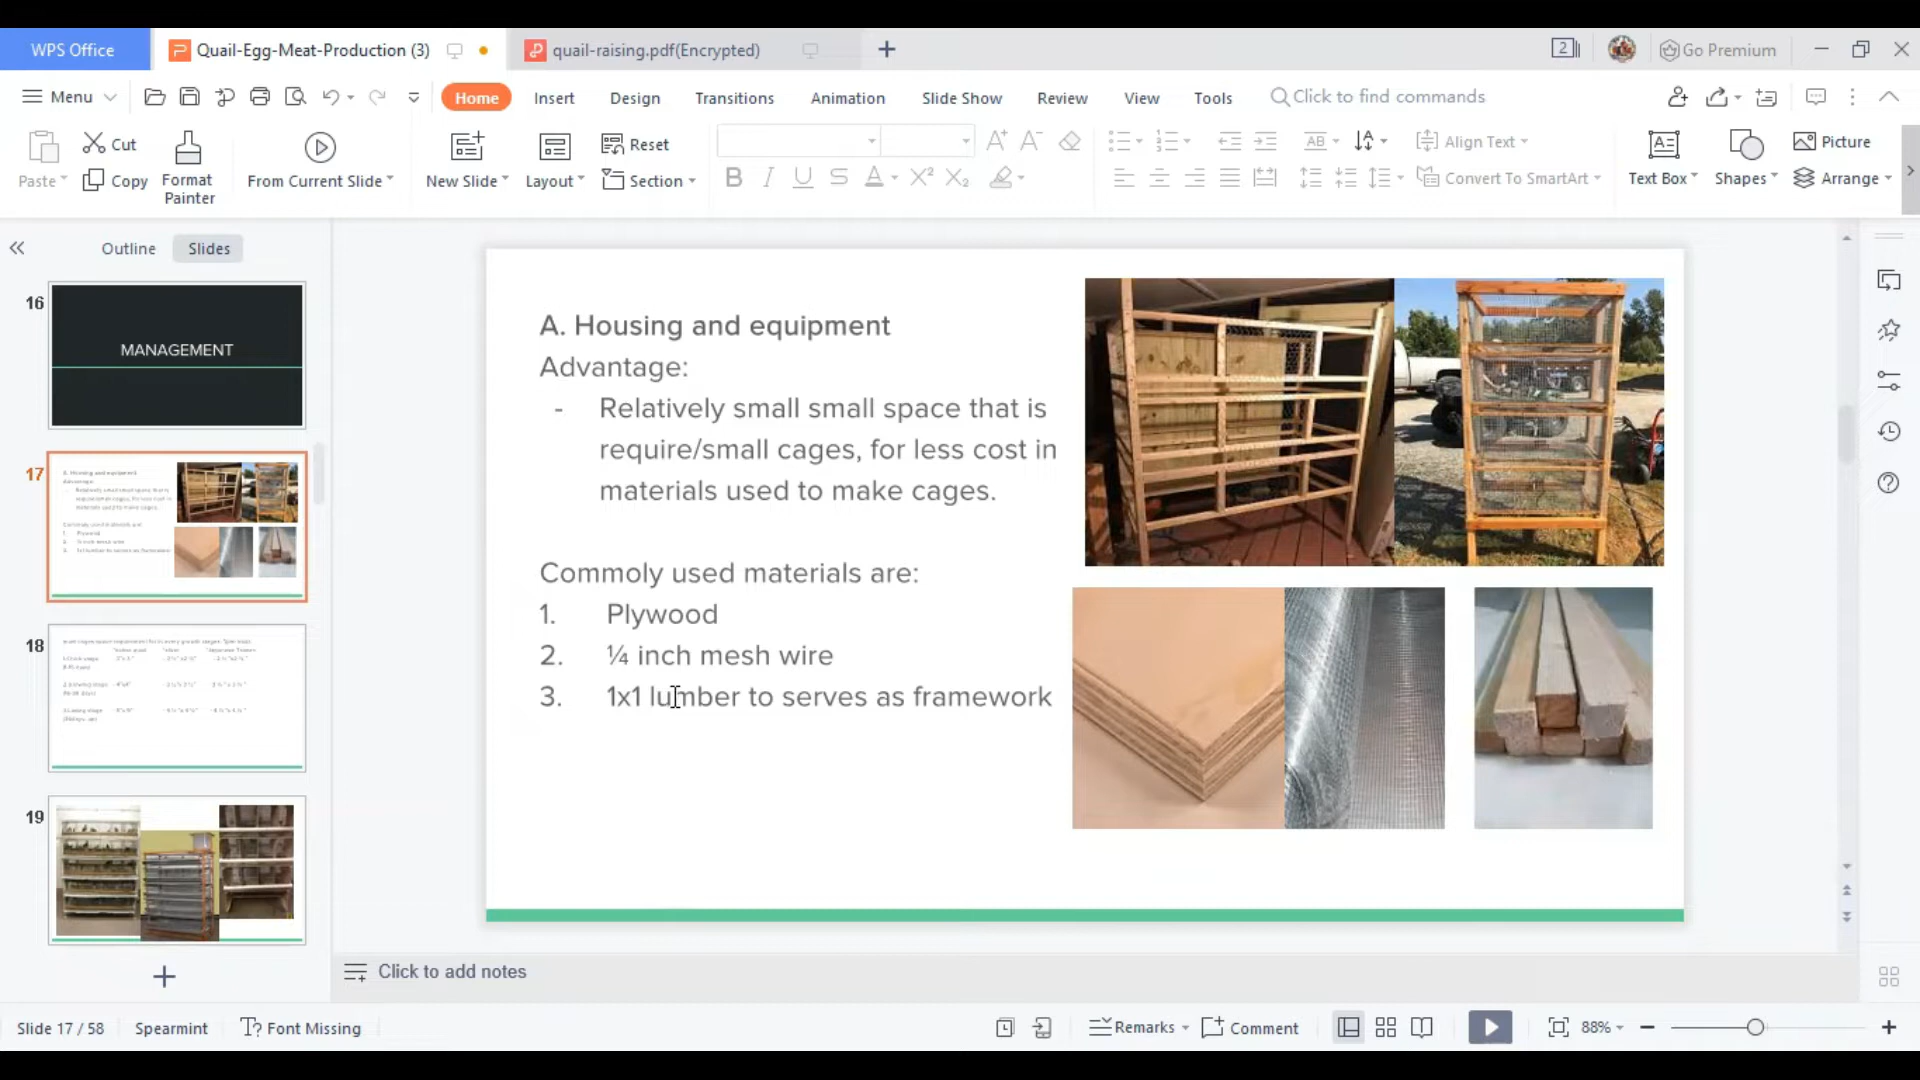 WPS Office
Quail-Egg-Meat-Production (3)
quail-raising.pdf(Encrypted)
2
Go Premium
Menu
Home
Insert
Design
Transitions
Animation
Slide Show
Review
View
Tools
Click to find commands
Paste
Cut
Copy
Format
Painter
From Current Slide
New Slide
Layout
Reset
Section
Align Text
Convert To SmartArt
Text Box
Shapes
Picture
Arrange
Outline
Slides
16
MANAGEMENT
17
18
19
A. Housing and equipment
Advantage:
- Relatively small small space that is
require/small cages, for less cost in
materials used to make cages.
Commoly used materials are:
1. Plywood
2. ¼ inch mesh wire
3. 1x1 lumber to serves as framework
Click to add notes
Slide 17 / 58
Spearmint
Font Missing
Remarks
Comment
88%